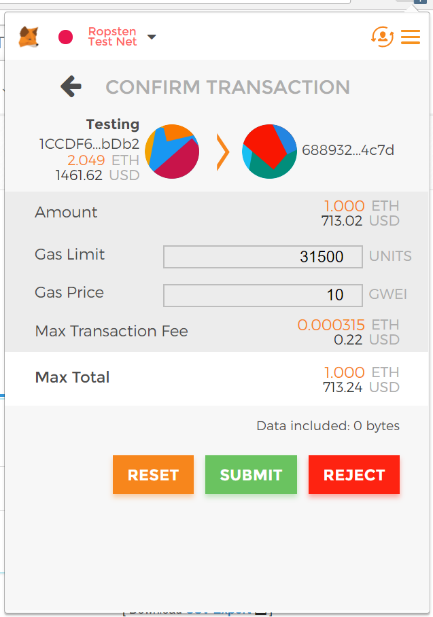 Ropsten
Test Net
CONFIRM TRANSACTION
Testing
1CCDF6...bDb2
2.049 ETH
1461.62 USD
688932...4c7d
Amount
1.000 ETH
713.02 USD
Gas Limit
31500 UNITS
Gas Price
10 GWEI
Max Transaction Fee
0.000315 ETH
0.22 USD
Max Total
1.000 ETH
713.24 USD
Data included: 0 bytes
RESET SUBMIT REJECT